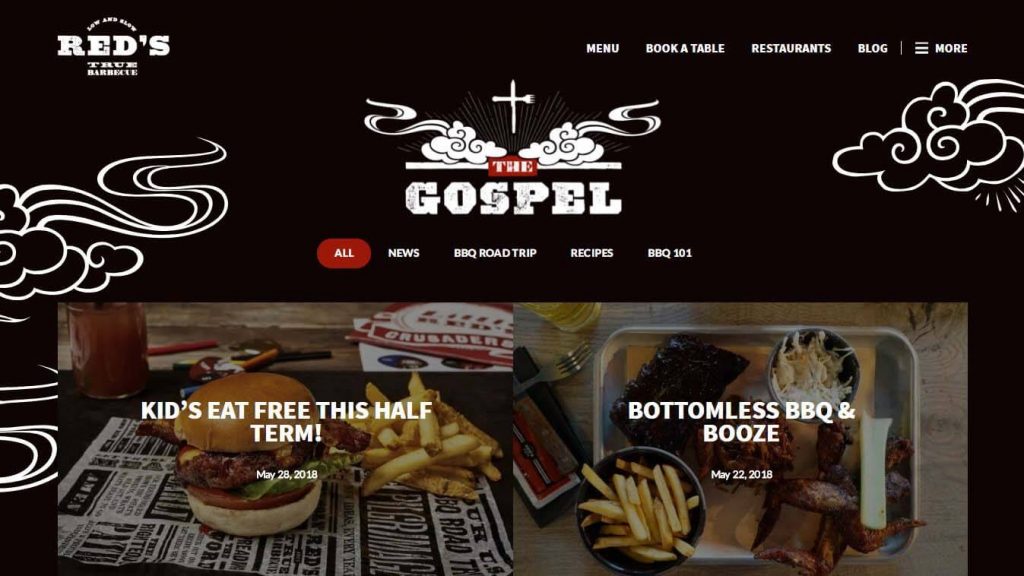 LOW AND SLOW
RED'S
TRUE
BARBECUE
MENU
BOOK A TABLE
RESTAURANTS
BLOG
MORE
THE
GOSPEL
ALL
NEWS
BBQ ROAD TRIP
RECIPES
BBQ 101
CRUSADERS
KID’S EAT FREE THIS HALF
TERM!
May 28, 2018
BOTTOMLESS BBQ &
BOOZE
May 22, 2018